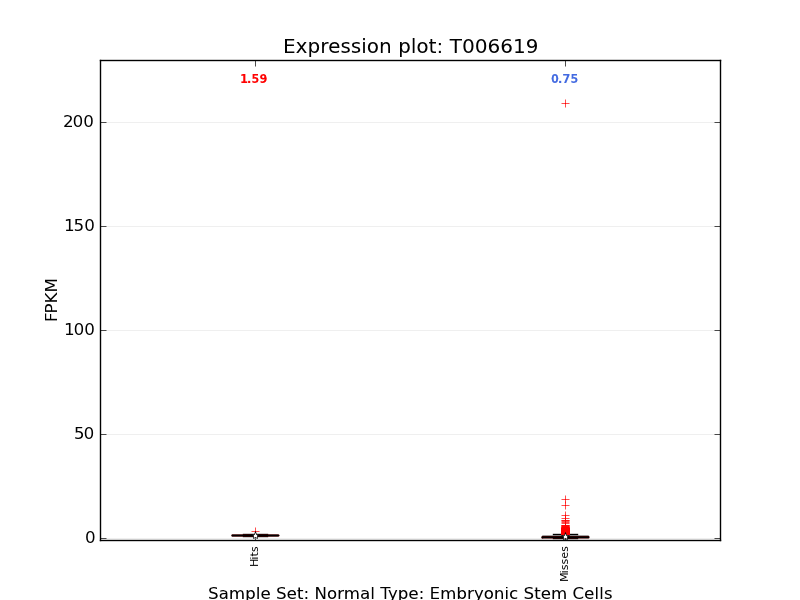 Expression plot: T006619
1.59
0.75
200
150
100
50
0
FPKM
Hits
Misses
Sample Set: Normal Type: Embryonic Stem Cells